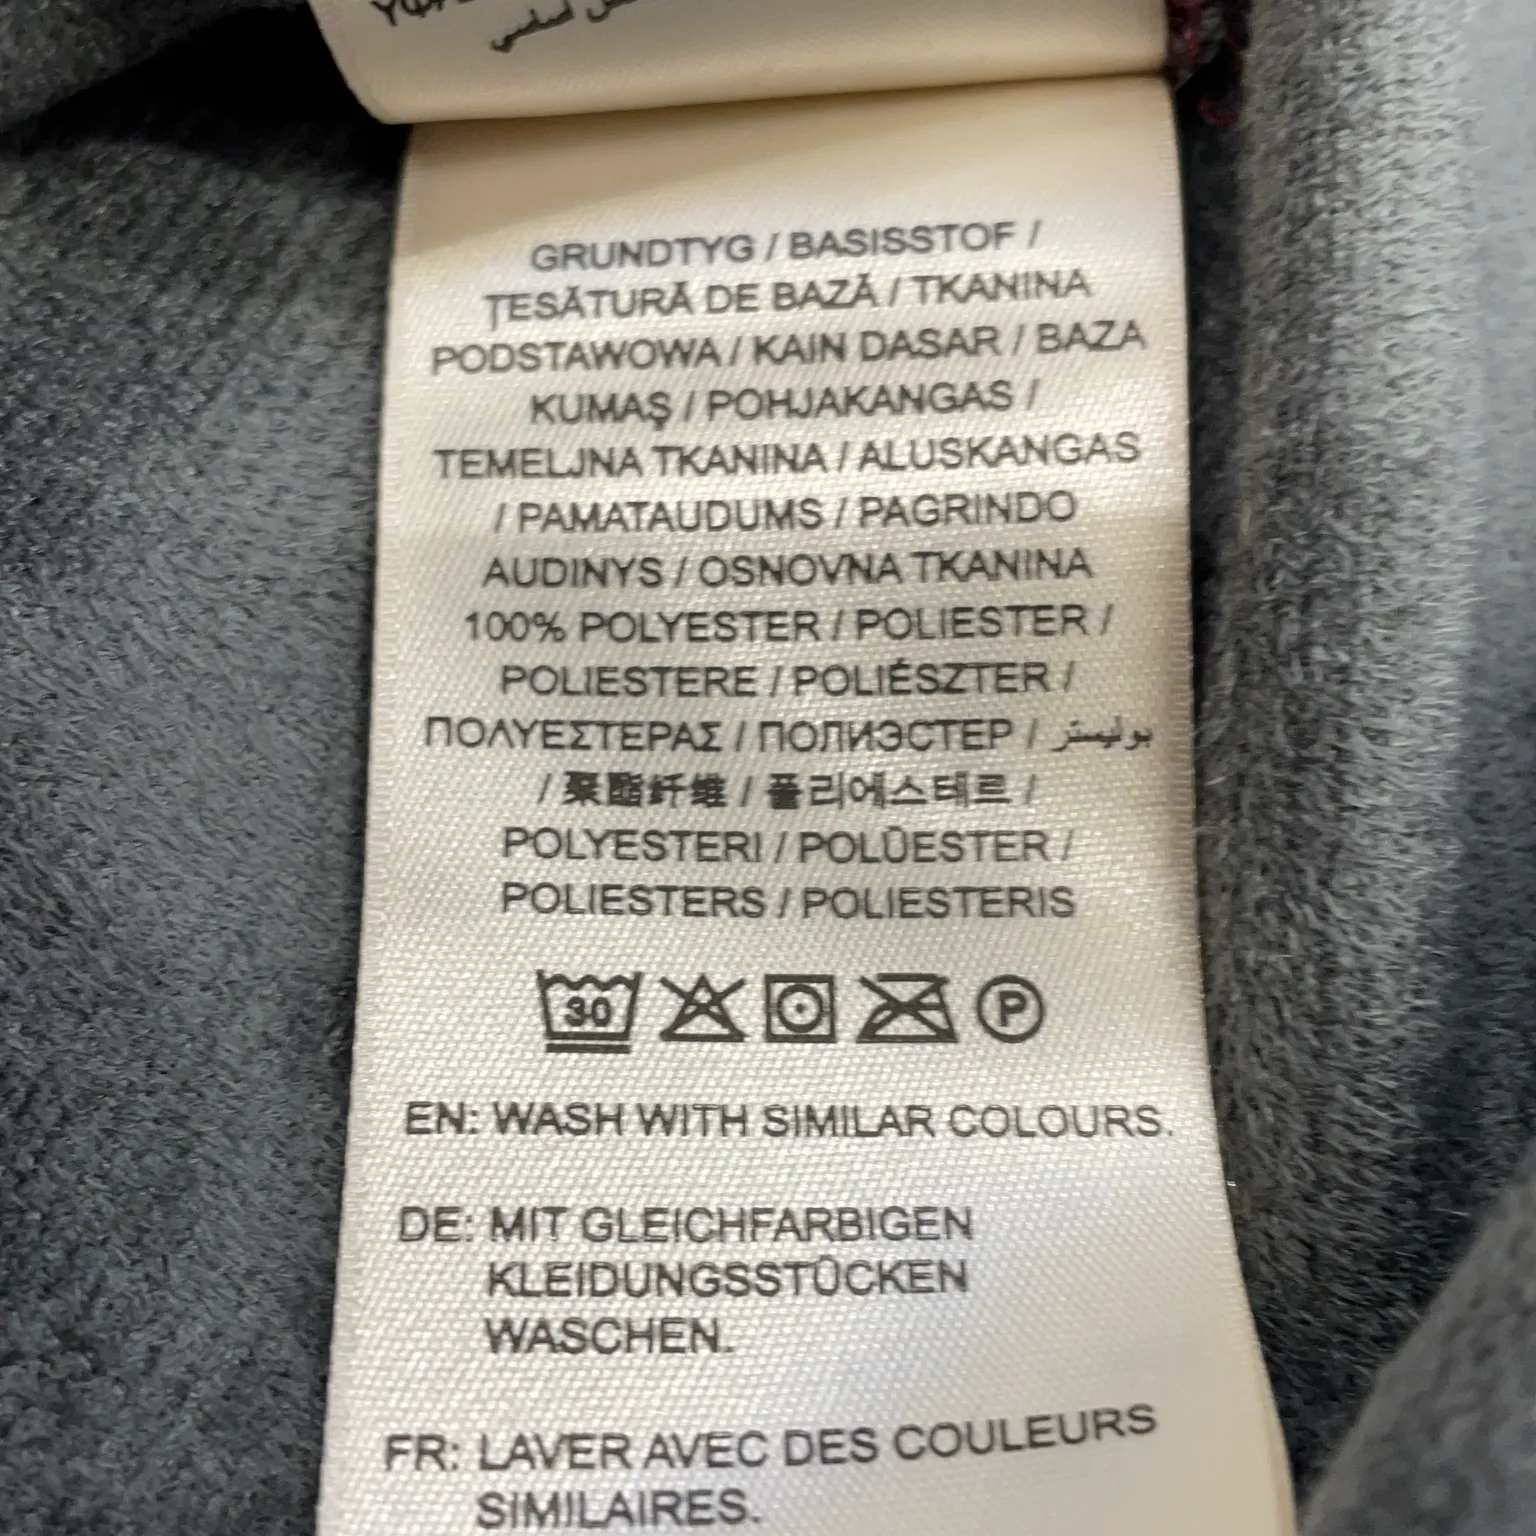 GRUNDTYG / BASISSTOF /
ȚESĂTURĂ DE BAZĂ / TKANINA
PODSTAWOWA / KAIN DASAR / BAZA
KUMAŞ / POHJAKANGAS /
TEMELJNA TKANINA / ALUSKANGAS
/ PAMATAUDUMS / PAGRINDO
AUDINYS / OSNOVNA TKANINA
100% POLYESTER / POLIESTER /
POLIESTERE / POLIÉSZTER /
ΠΟΛΥΕΣΤΕΡΑΣ / ПОЛИЭСТЕР / بوليستر
/ 聚酯纤维 / 폴리에스테르 /
POLYESTERI / POLÜESTER /
POLIESTERS / POLIESTERIS
30 P
EN: WASH WITH SIMILAR COLOURS.
DE: MIT GLEICHFARBIGEN
KLEIDUNGSSTÜCKEN
WASCHEN.
FR: LAVER AVEC DES COULEURS
SIMILAIRES.